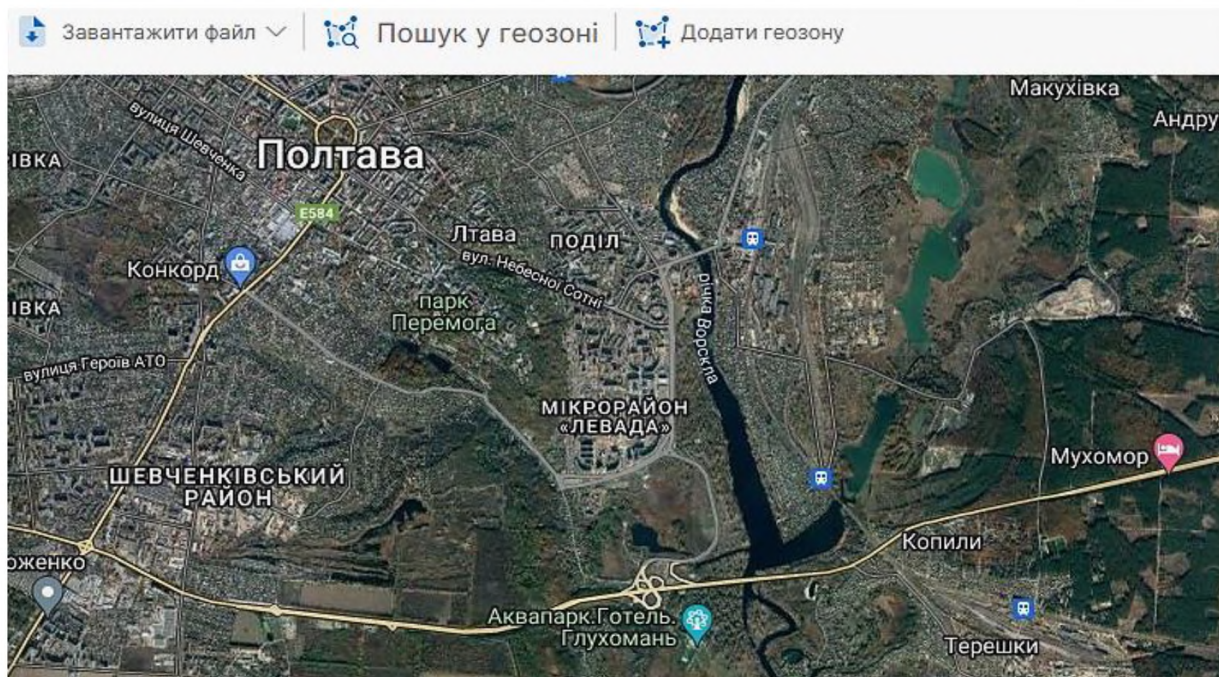 Завантажити файл
Пошук у геозоні
Додати геозону
Макухівка
Андру
вулиця Шевченка
ІВКА
Полтава
E584
Лтава
ПОДІЛ
вул. Небесної Сотні
Конкорд
річка Ворскла
ІВКА
парк
Перемога
вулиця Героїв АТО
МІКРОРАЙОН
«ЛЕВАДА»
Мухомор
ШЕВЧЕНКІВСЬКИЙ
РАЙОН
Копили
оженко
Аквапарк.Готель.
Глухомань
Терешки